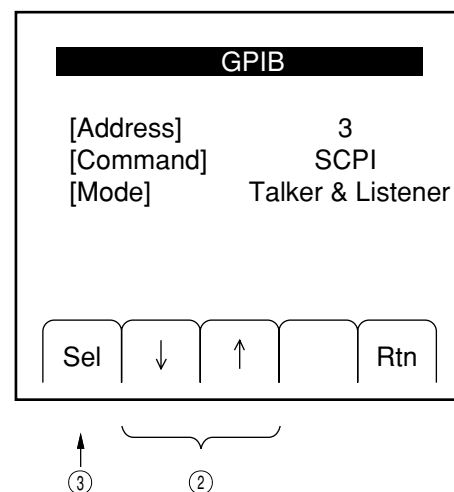 GPIB
[Address] 3
[Command] SCPI
[Mode] Talker & Listener
Sel ↓ ↑ Rtn
③ ②